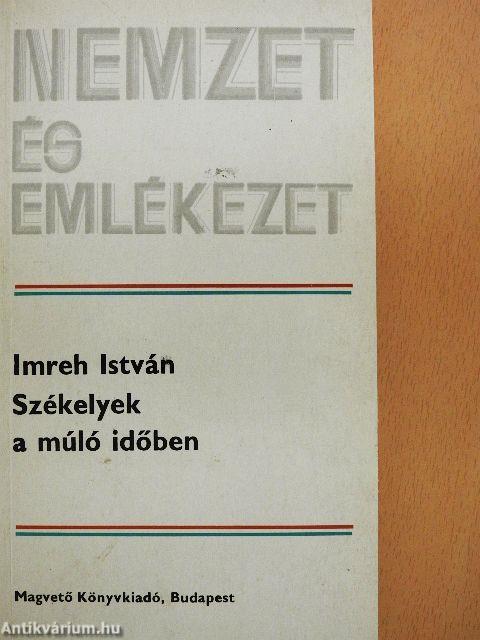 NEMZET
ÉS
EMLÉKEZET
Imreh István
Székelyek
a múló időben
Magvető Könyvkiadó, Budapest
Antikvárium.hu